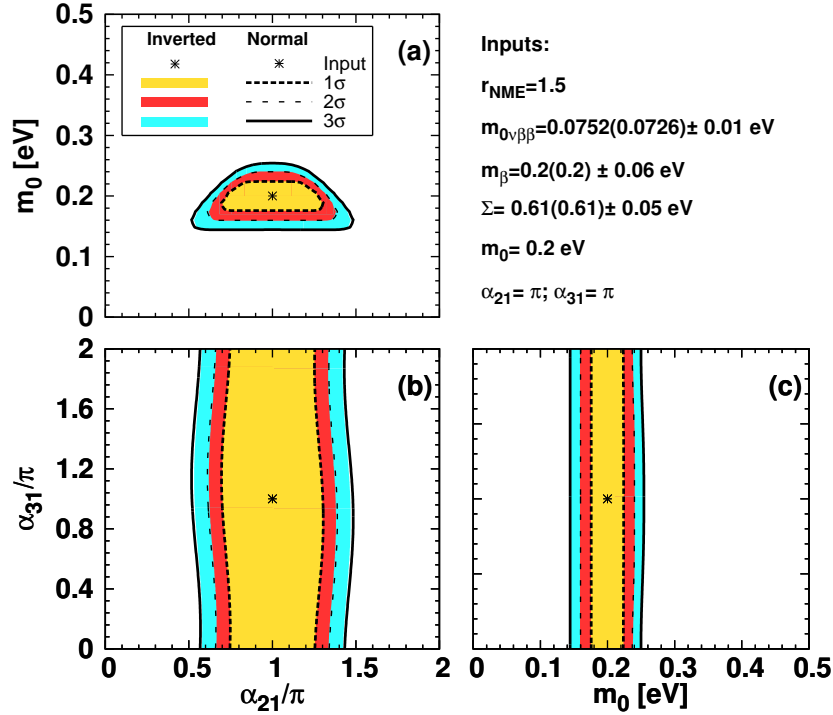 0.5
0.4
0.3
0.2
0.1
0
m0 [eV]
Inverted Normal
Input
1σ
2σ
3σ
(a)
Inputs:
rNME=1.5
m0νββ=0.0752(0.0726)± 0.01 eV
mβ=0.2(0.2) ± 0.06 eV
Σ= 0.61(0.61)± 0.05 eV
m0= 0.2 eV
α21= π; α31= π
2
1.6
1.2
0.8
0.4
0
α31/π
(b)
0 0.5 1 1.5 2
α21/π
(c)
0 0.1 0.2 0.3 0.4 0.5
m0 [eV]